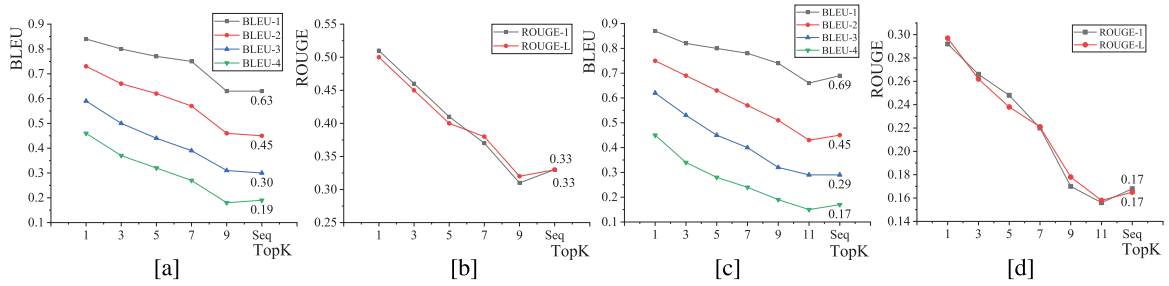 BLEU
0.9
0.8
0.7
0.6
0.5
0.4
0.3
0.2
0.1
BLEU-1
BLEU-2
BLEU-3
BLEU-4
0.63
0.45
0.30
0.19
1 3 5 7 9 Seq
TopK
[a]
ROUGE
0.55
0.50
0.45
0.40
0.35
0.30
0.25
ROUGE-1
ROUGE-L
0.33
0.33
1 3 5 7 9 Seq
TopK
[b]
BLEU
0.9
0.8
0.7
0.6
0.5
0.4
0.3
0.2
0.1
BLEU-1
BLEU-2
BLEU-3
BLEU-4
0.69
0.45
0.29
0.17
1 3 5 7 9 11 Seq
TopK
[c]
ROUGE
0.30
0.28
0.26
0.24
0.22
0.20
0.18
0.16
0.14
ROUGE-1
ROUGE-L
0.17
0.17
1 3 5 7 9 11 Seq
TopK
[d]